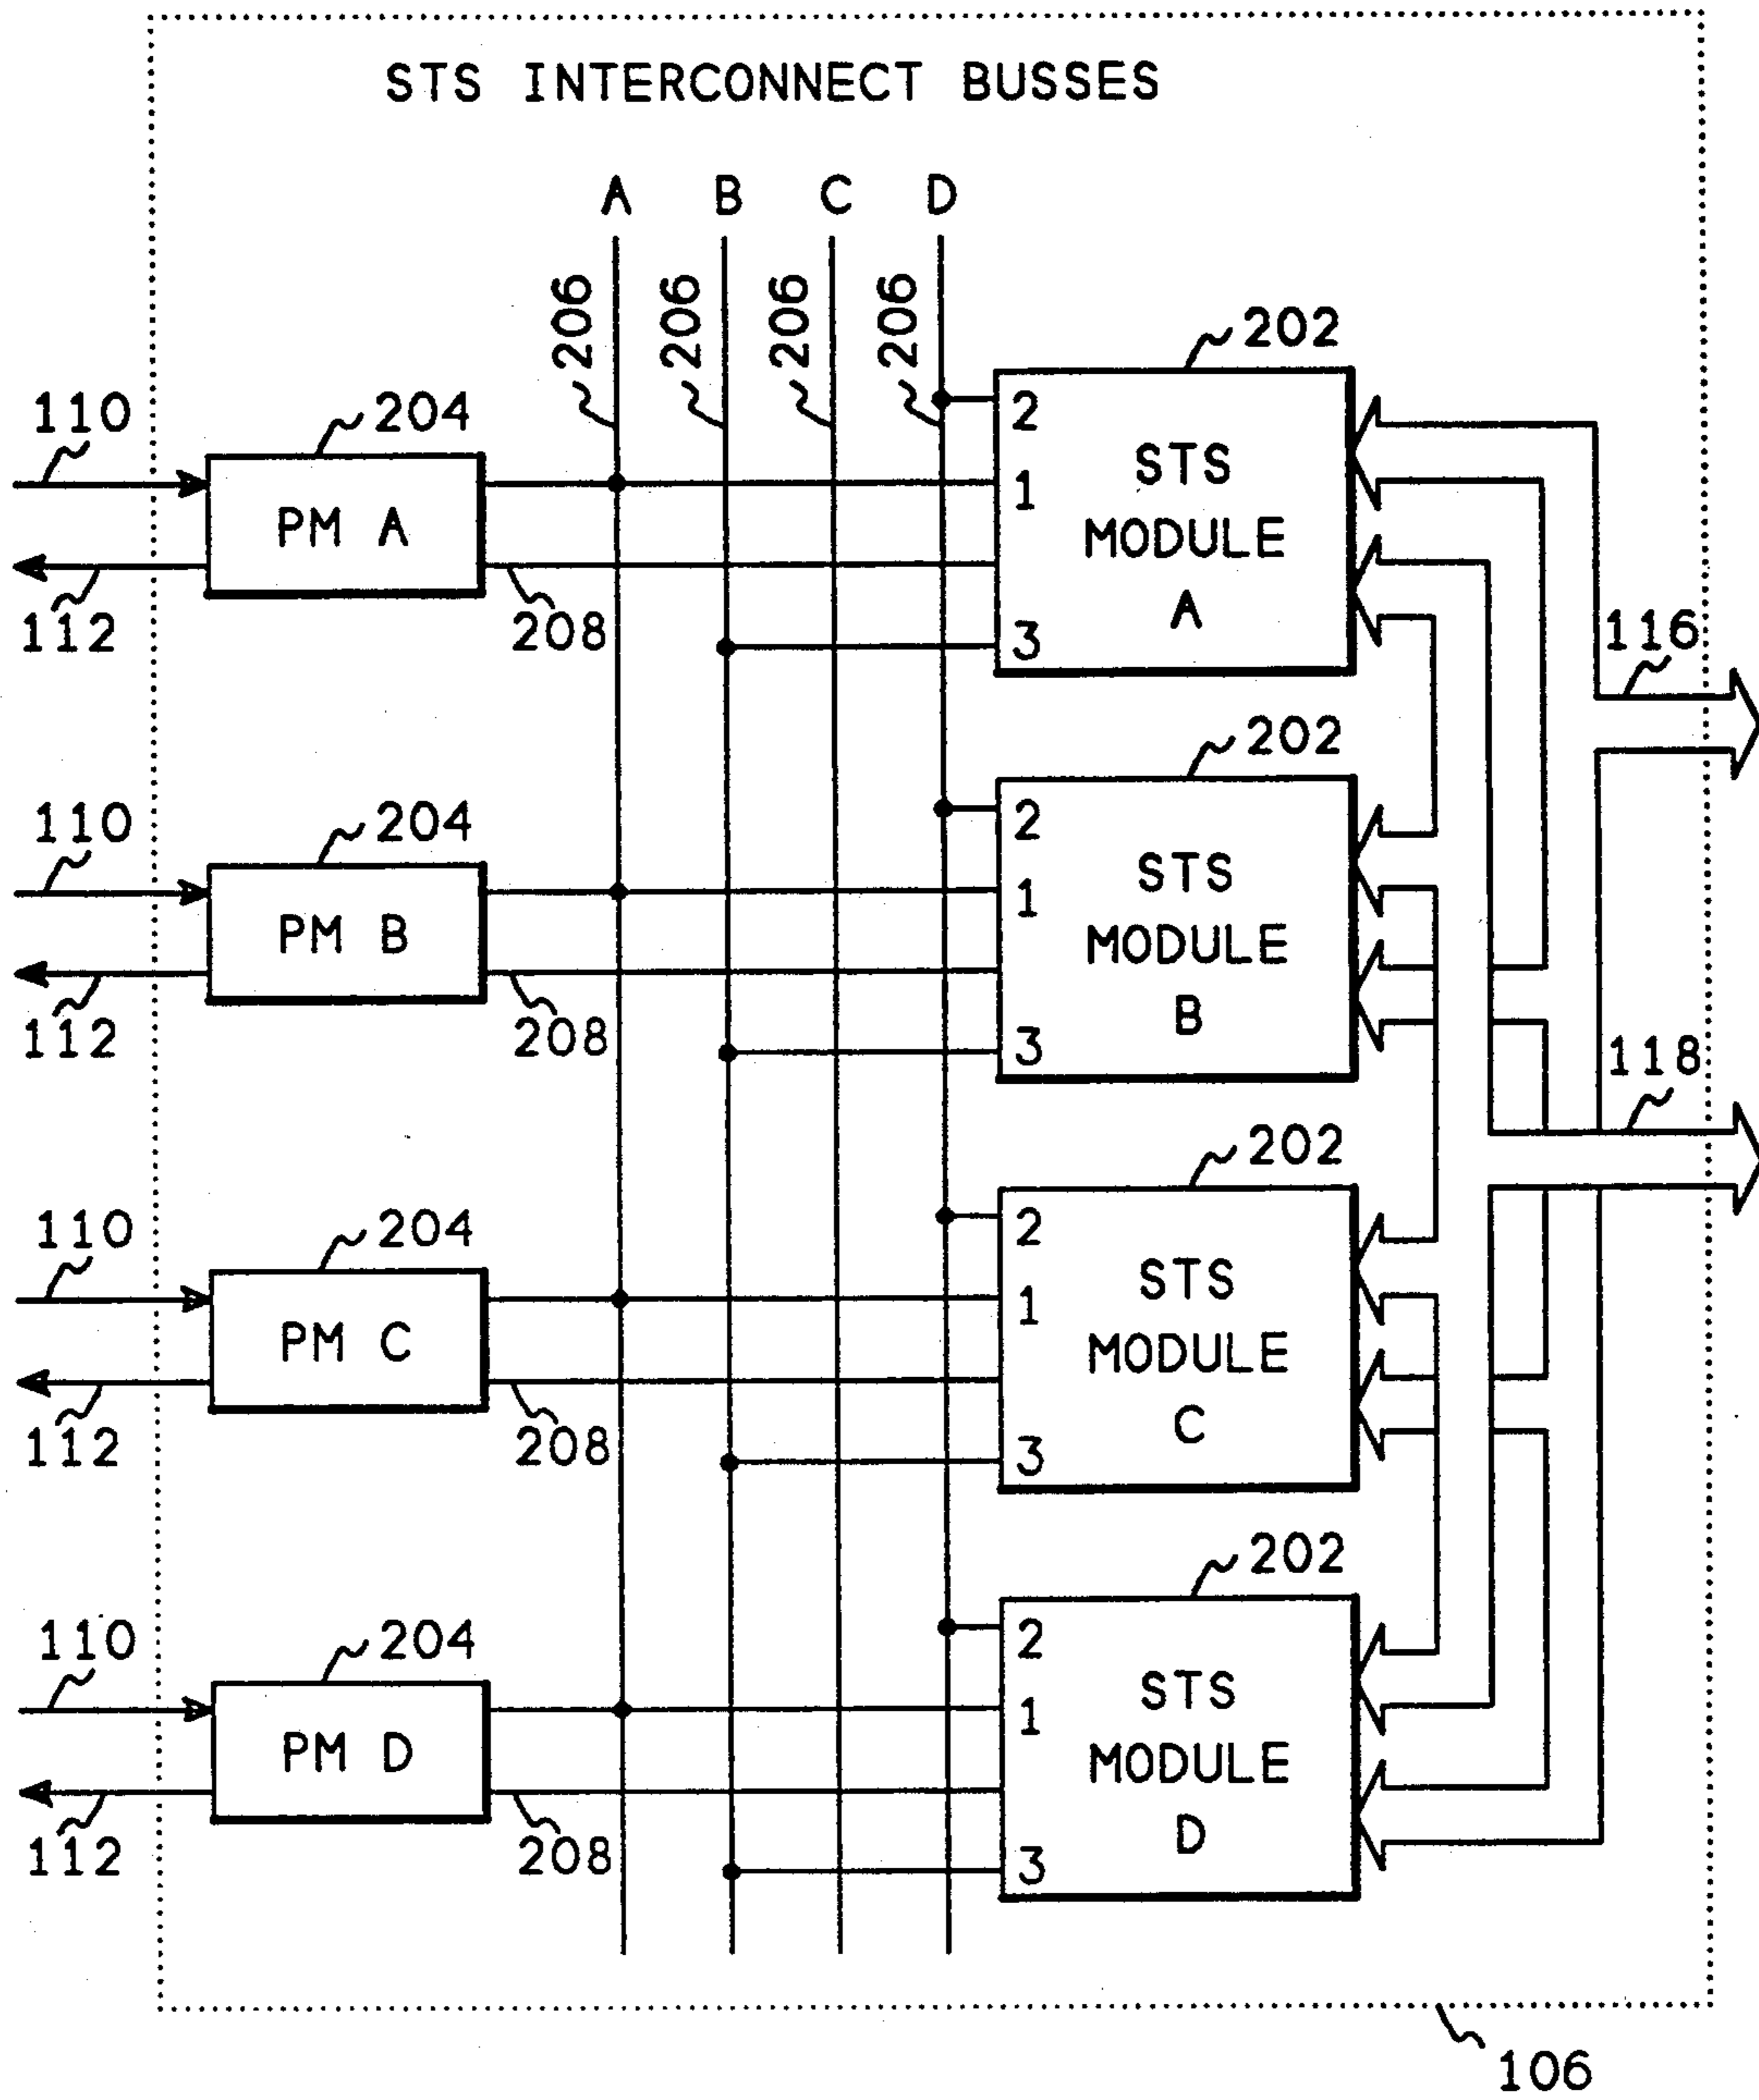 STS INTERCONNECT BUSSES
A B C D
206 206 206 206
202
110 204 2
STS
1
PM A MODULE
A
112 208 3
116
202
110 204 2
STS
1
PM B MODULE
B
112 208 3
118
202
110 204 2
STS
1
PM C MODULE
C
112 208 3
202
110 204 2
STS
1
PM D MODULE
D
112 208 3
106